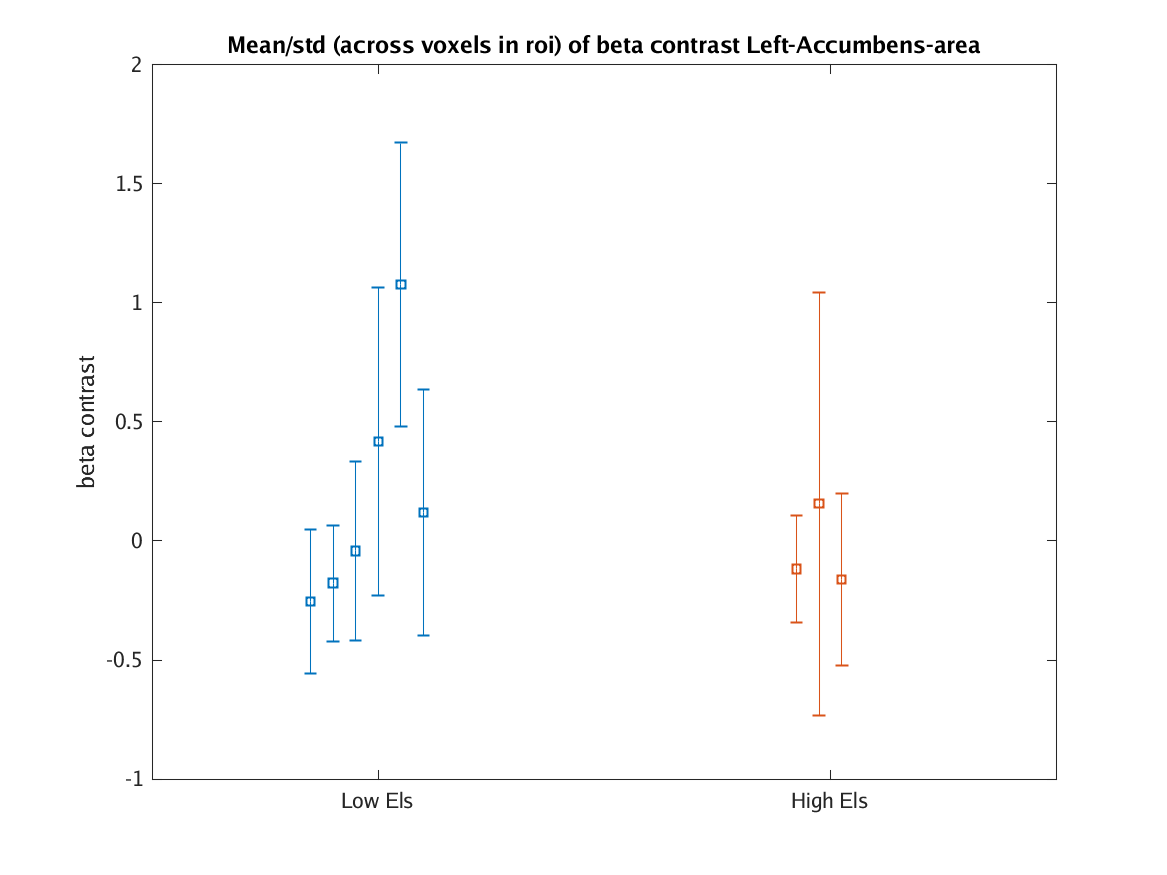 Mean/std (across voxels in roi) of beta contrast Left-Accumbens-area
2
1.5
1
0.5
0
-0.5
-1
beta contrast
Low Els
High Els